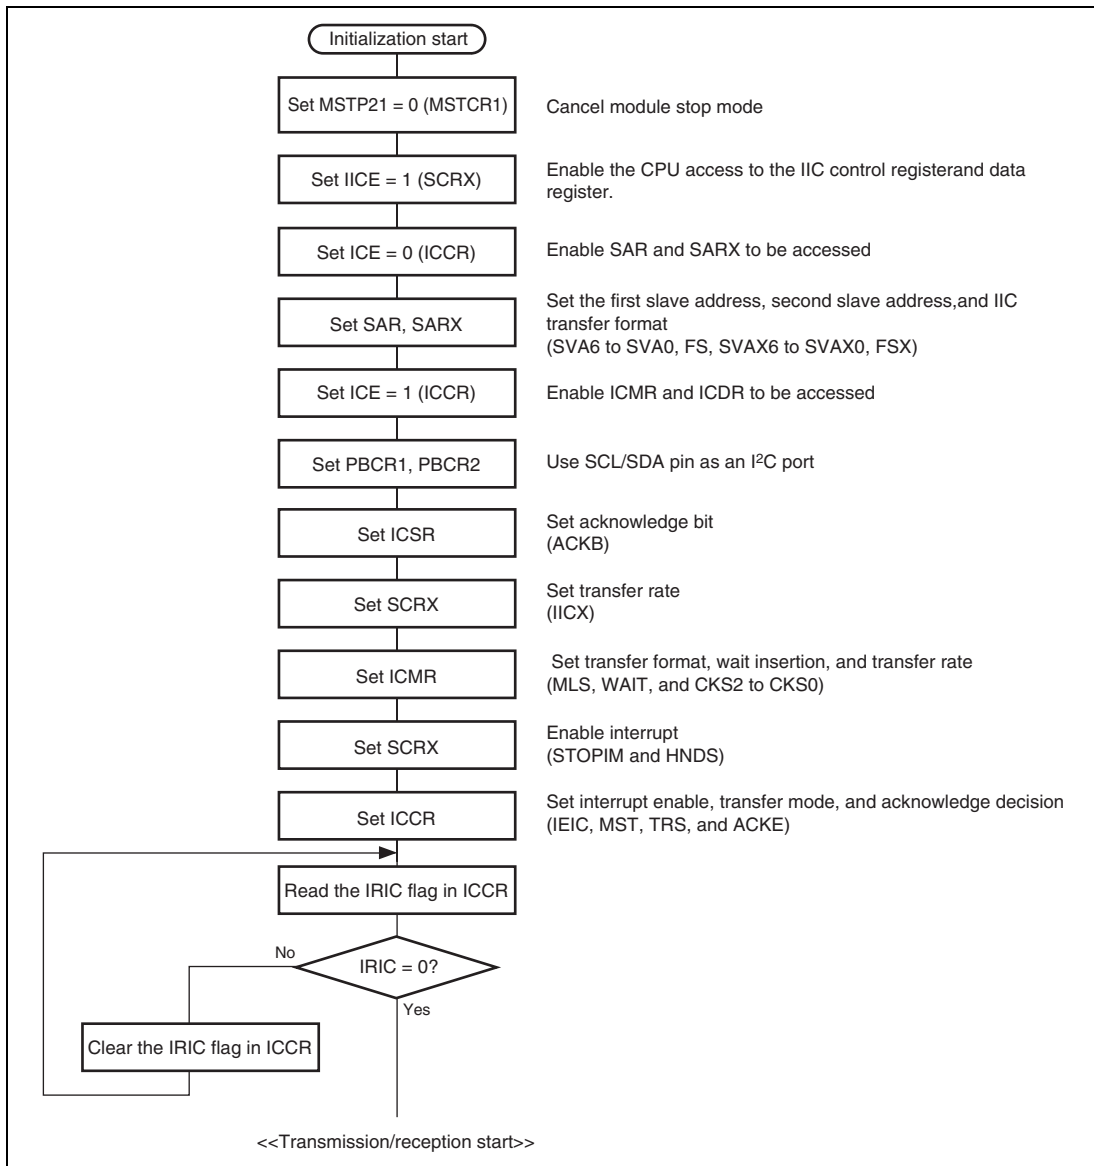 Initialization start
Set MSTP21 = 0 (MSTCR1)
Cancel module stop mode
Set IICE = 1 (SCRX)
Enable the CPU access to the IIC control registerand data
register.
Set ICE = 0 (ICCR)
Enable SAR and SARX to be accessed
Set SAR, SARX
Set the first slave address, second slave address,and IIC
transfer format
(SVA6 to SVA0, FS, SVAX6 to SVAX0, FSX)
Set ICE = 1 (ICCR)
Enable ICMR and ICDR to be accessed
Set PBCR1, PBCR2
Use SCL/SDA pin as an I²C port
Set ICSR
Set acknowledge bit
(ACKB)
Set SCRX
Set transfer rate
(IICX)
Set ICMR
Set transfer format, wait insertion, and transfer rate
(MLS, WAIT, and CKS2 to CKS0)
Set SCRX
Enable interrupt
(STOPIM and HNDS)
Set ICCR
Set interrupt enable, transfer mode, and acknowledge decision
(IEIC, MST, TRS, and ACKE)
Read the IRIC flag in ICCR
No
IRIC = 0?
Yes
Clear the IRIC flag in ICCR
<<Transmission/reception start>>